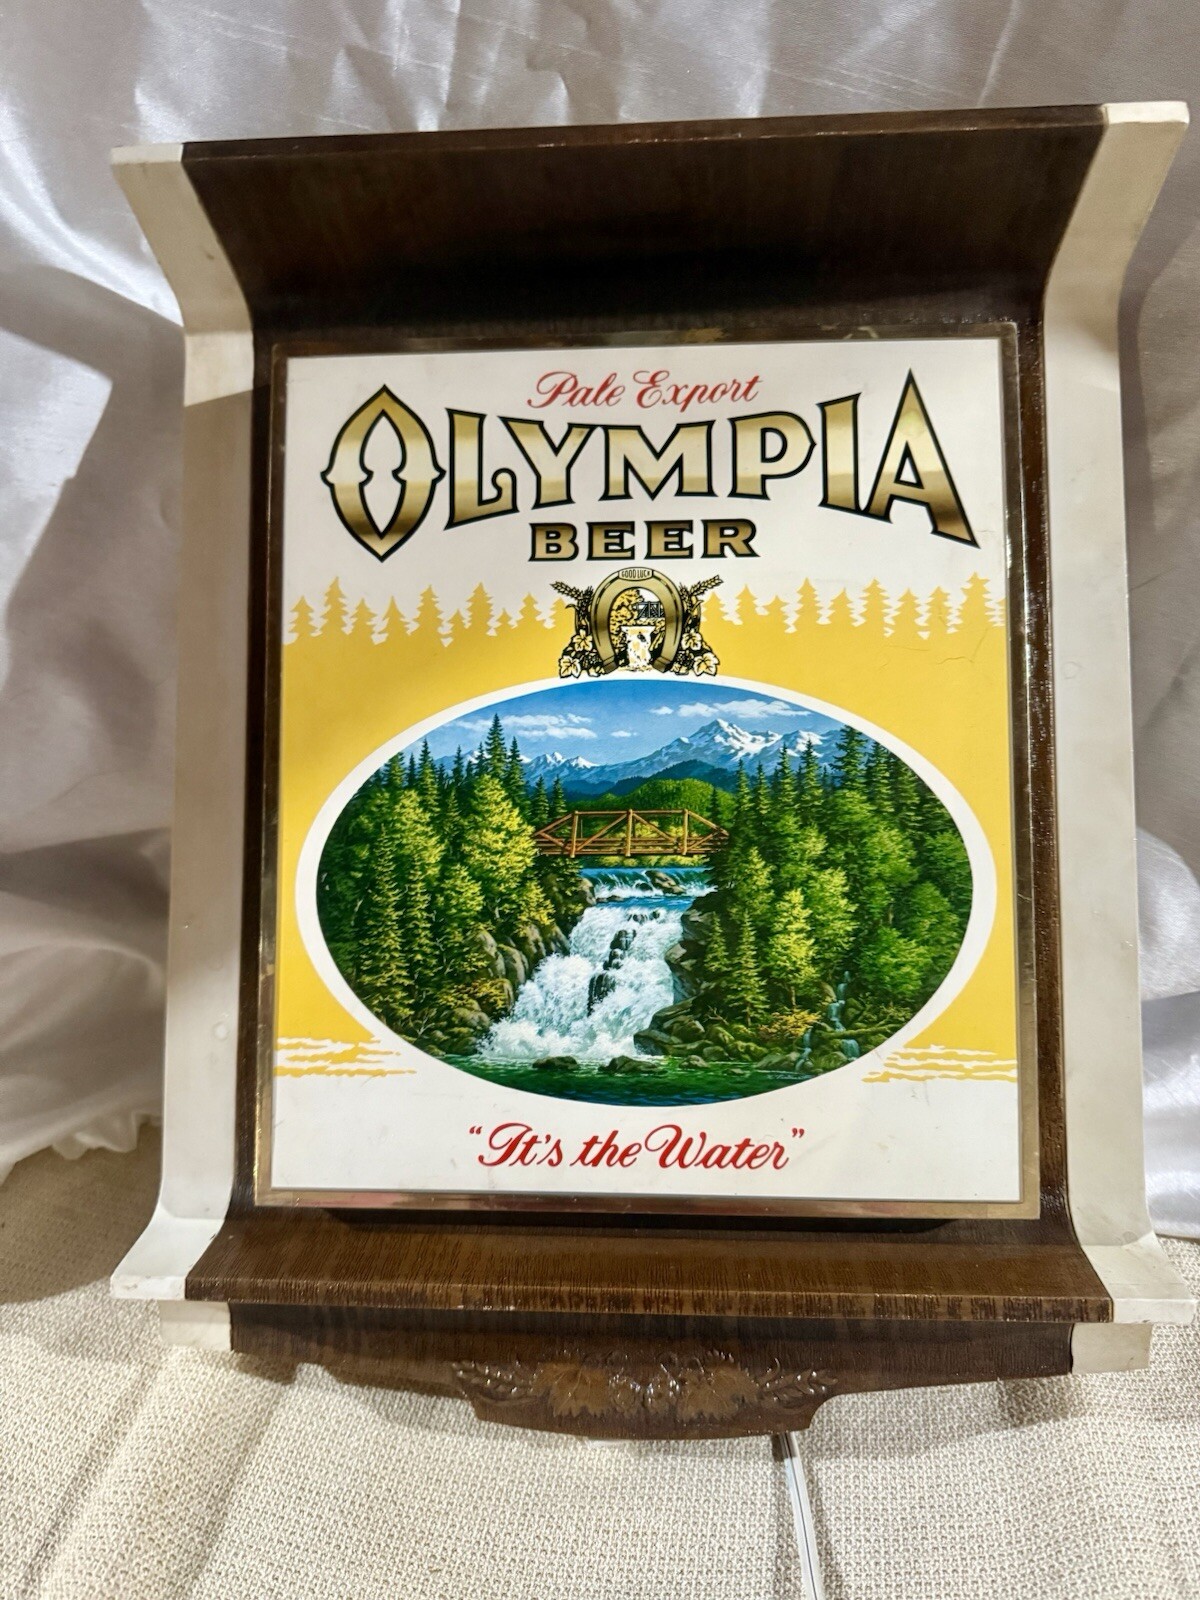 Pale Export
OLYMPIA
BEER
GOOD LUCK
"It's the Water"